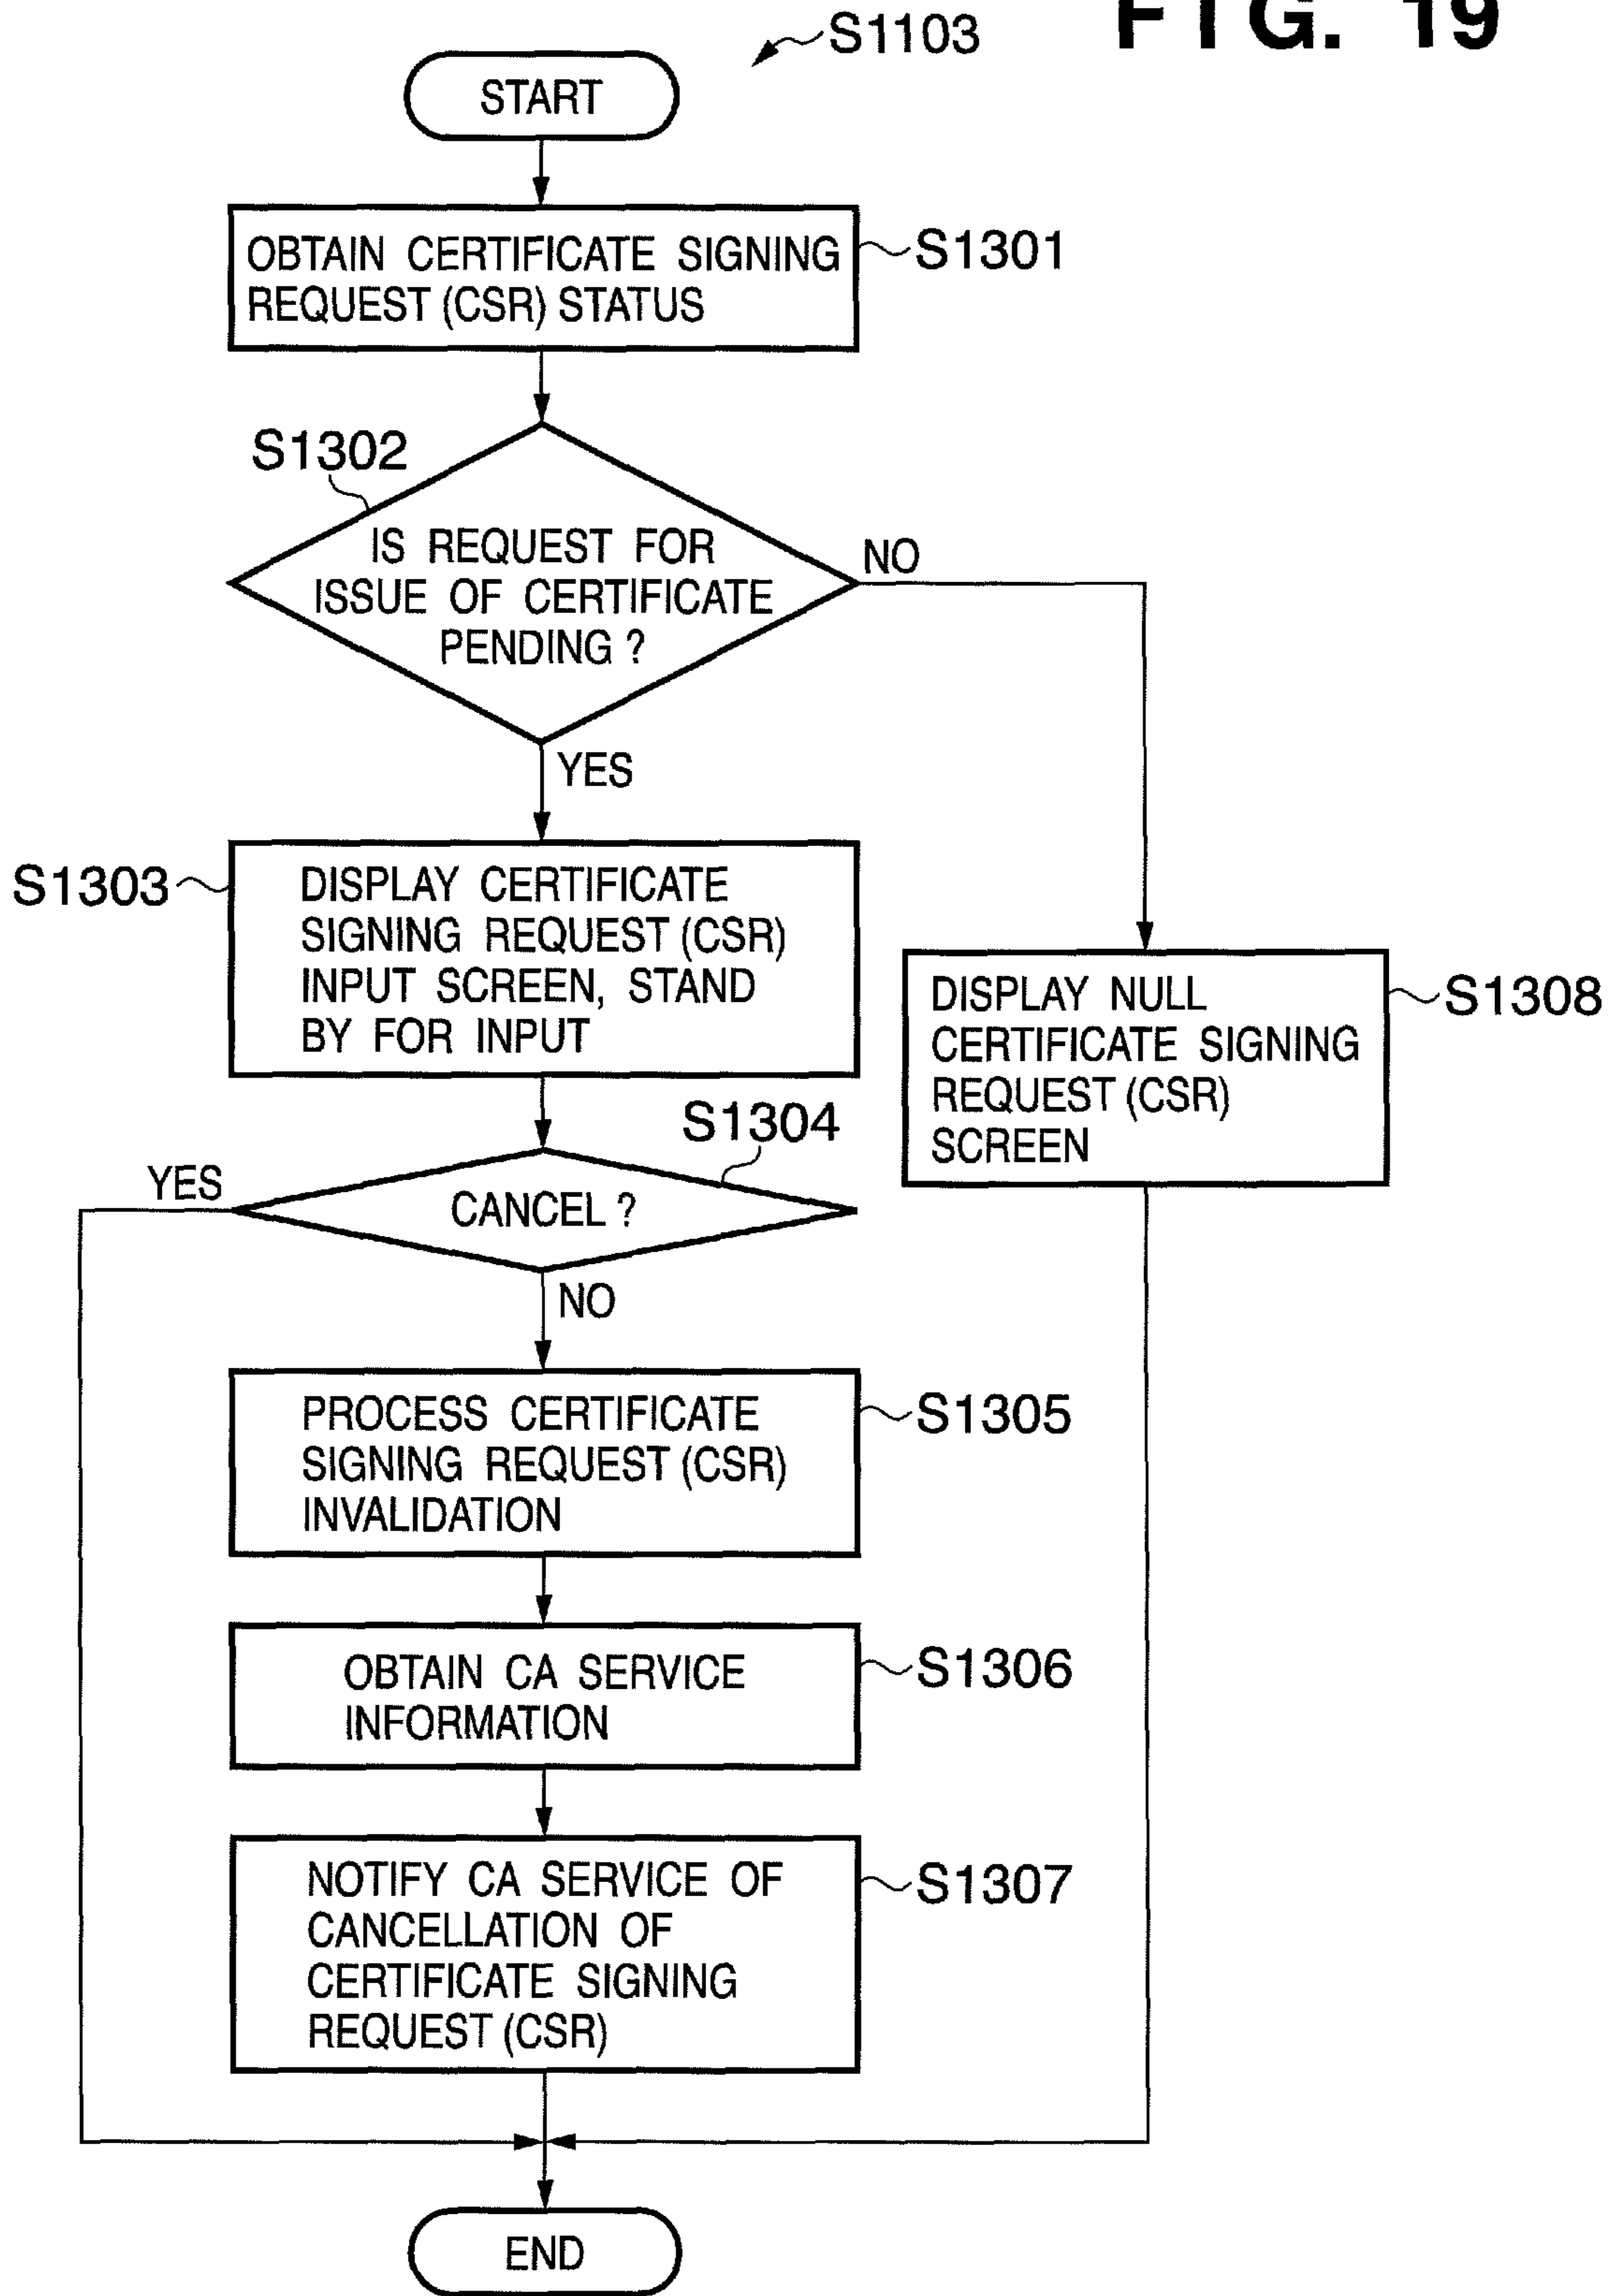 FIG. 19
S1103
START
OBTAIN CERTIFICATE SIGNING
REQUEST (CSR) STATUS
S1301
S1302
IS REQUEST FOR
ISSUE OF CERTIFICATE
PENDING ?
NO
YES
S1303
DISPLAY CERTIFICATE
SIGNING REQUEST (CSR)
INPUT SCREEN, STAND
BY FOR INPUT
DISPLAY NULL
CERTIFICATE SIGNING
REQUEST (CSR)
SCREEN
S1308
S1304
YES
CANCEL ?
NO
PROCESS CERTIFICATE
SIGNING REQUEST (CSR)
INVALIDATION
S1305
OBTAIN CA SERVICE
INFORMATION
S1306
NOTIFY CA SERVICE OF
CANCELLATION OF
CERTIFICATE SIGNING
REQUEST (CSR)
S1307
END